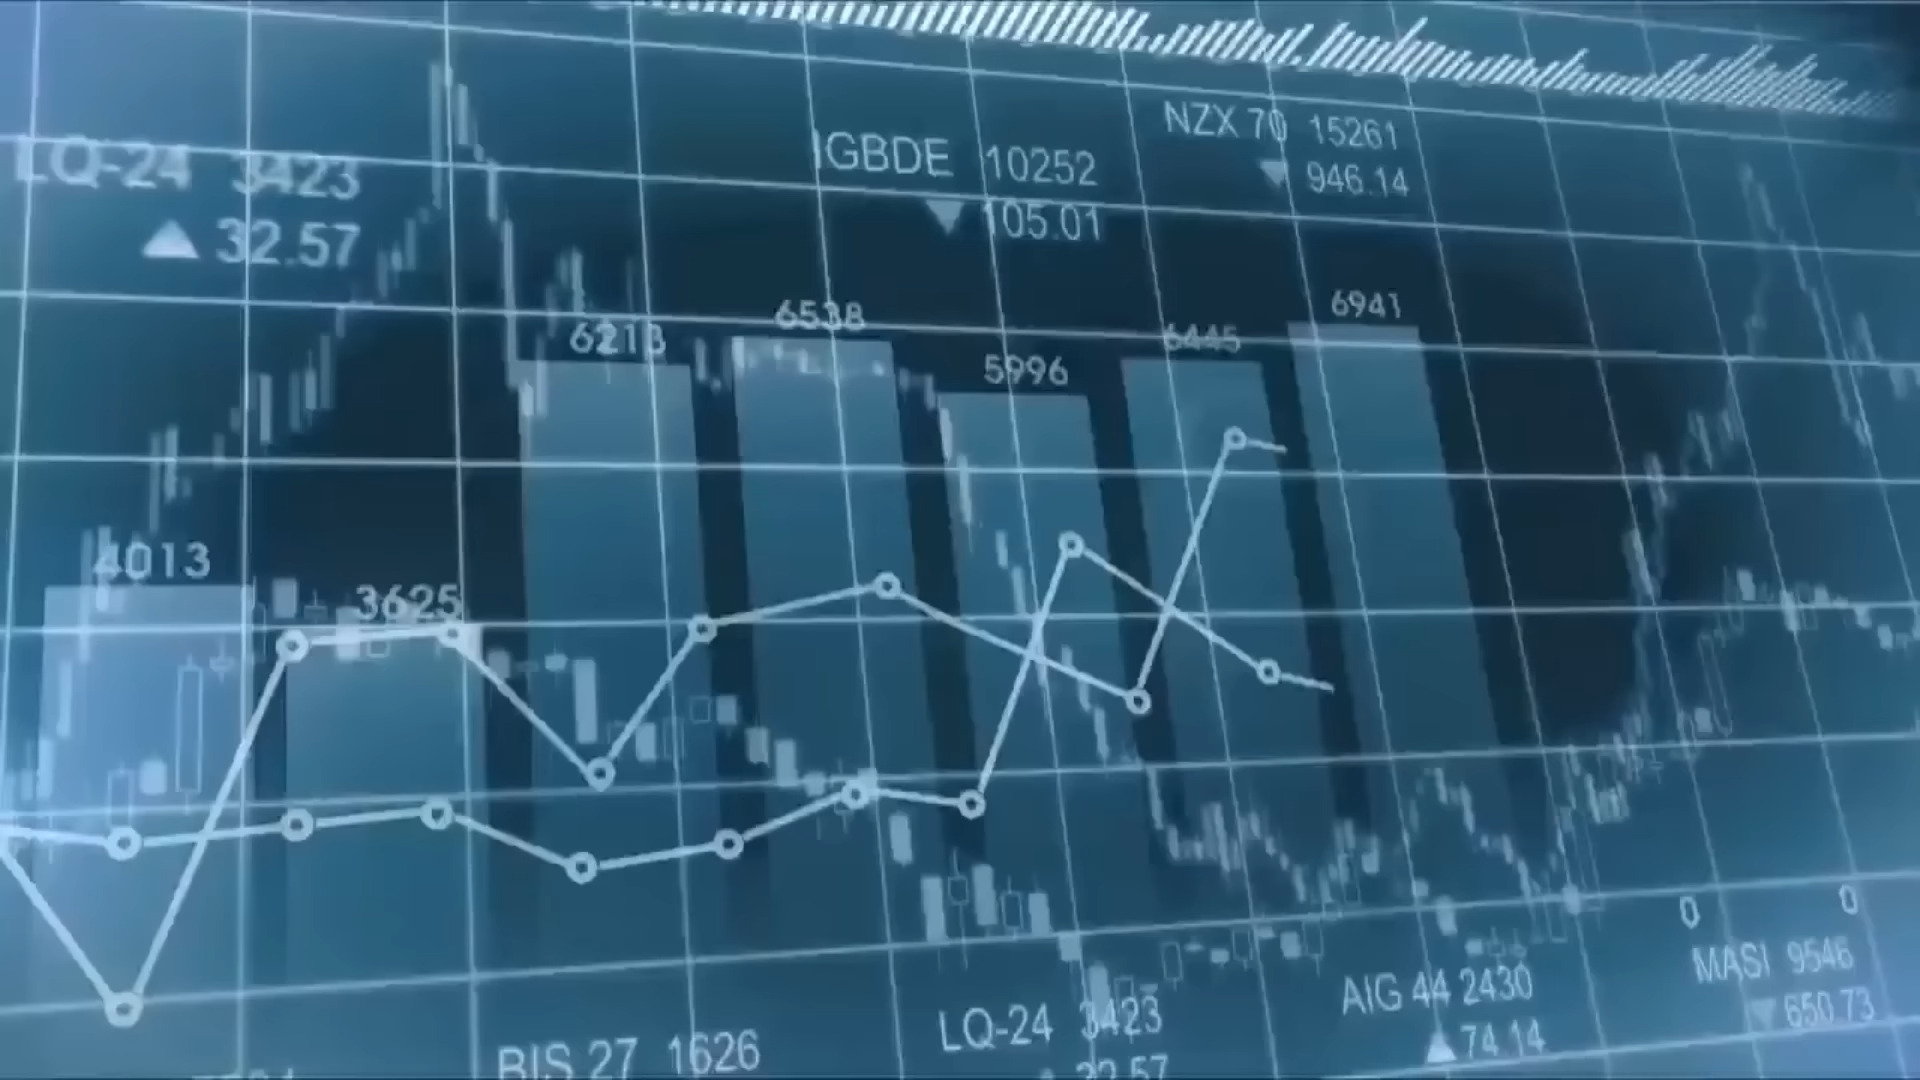 LQ-24 3423
32.57
IGBDE 10252
105.01
NZX 70 15261
946.14
6213
6538
5996
6445
6941
4013
3625
0 0
MASI 9546
650.73
AIG 44 2430
74.14
LQ-24 3423
32.57
BIS 27 1626